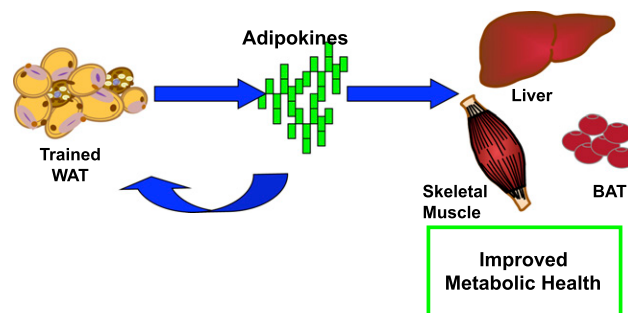 Adipokines
Trained
WAT
Liver
Skeletal
Muscle
BAT
Improved
Metabolic Health